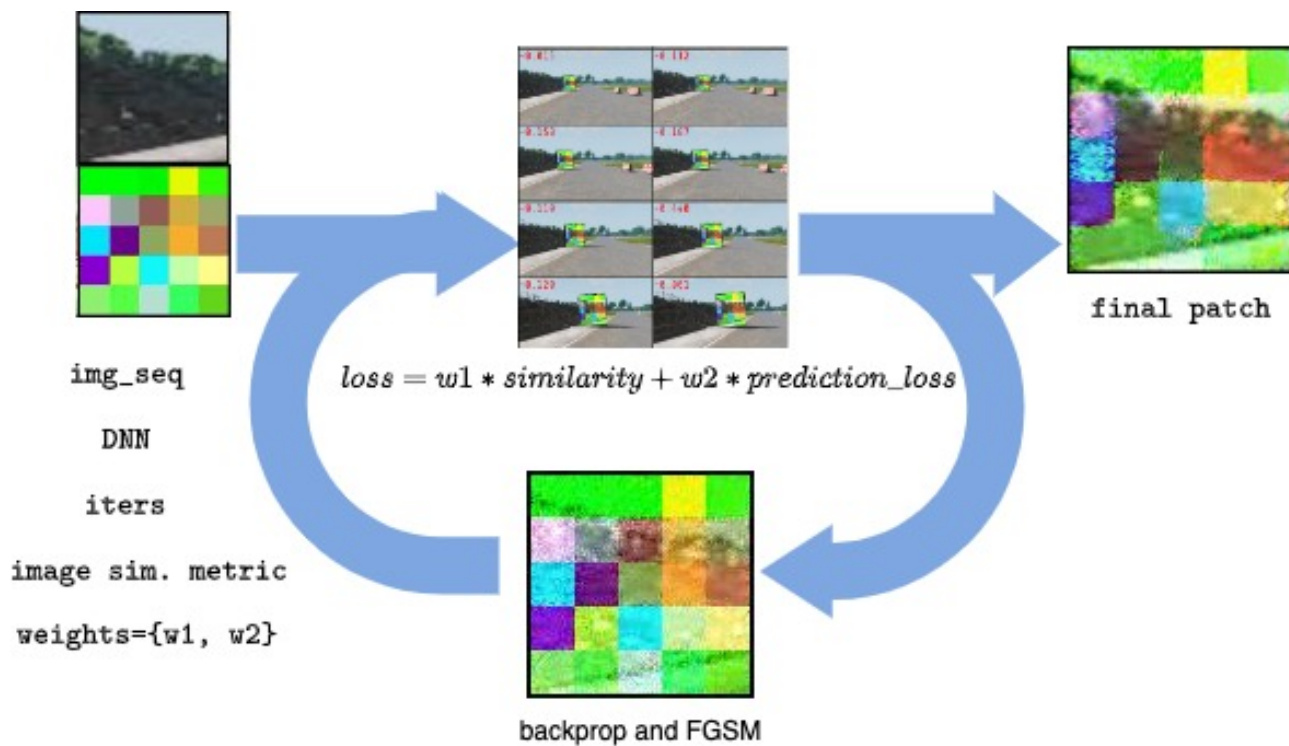 img_seq
DNN
iters
image sim. metric
weights={w1, w2}
loss = w1 * similarity + w2 * prediction_loss
final patch
backprop and FGSM